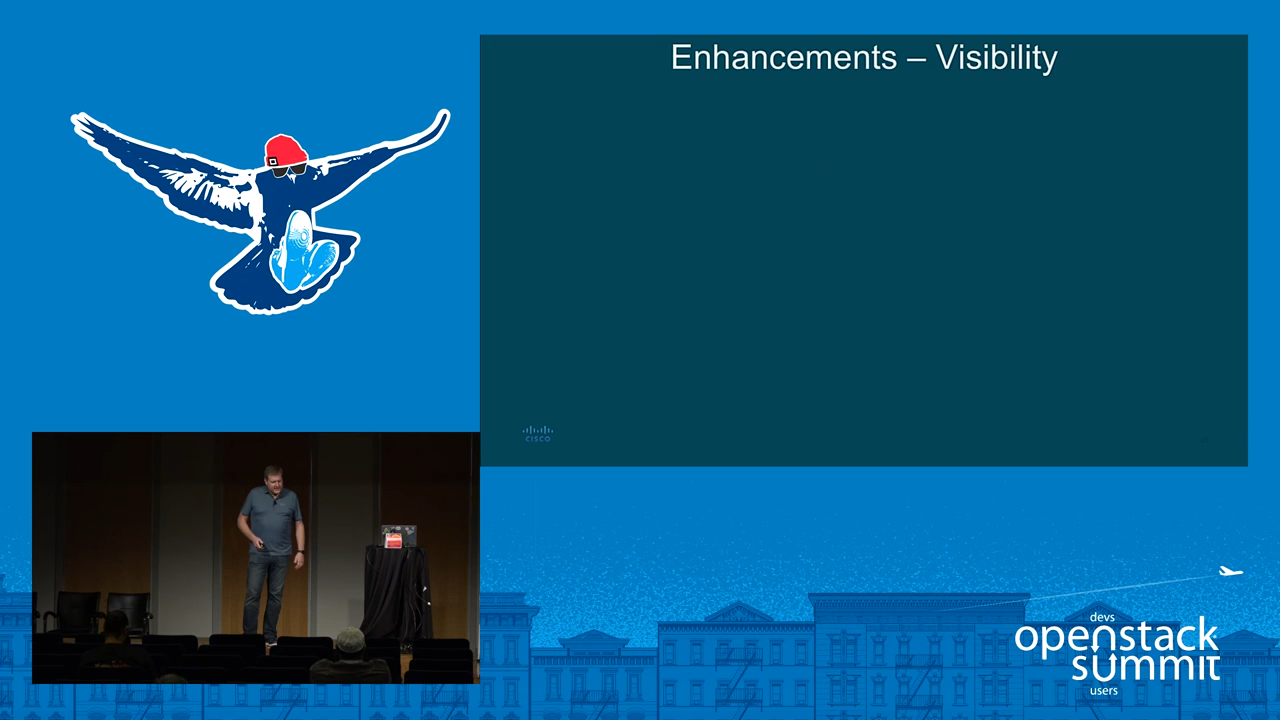 Enhancements – Visibility
CISCO
devs
openstack
summit
users